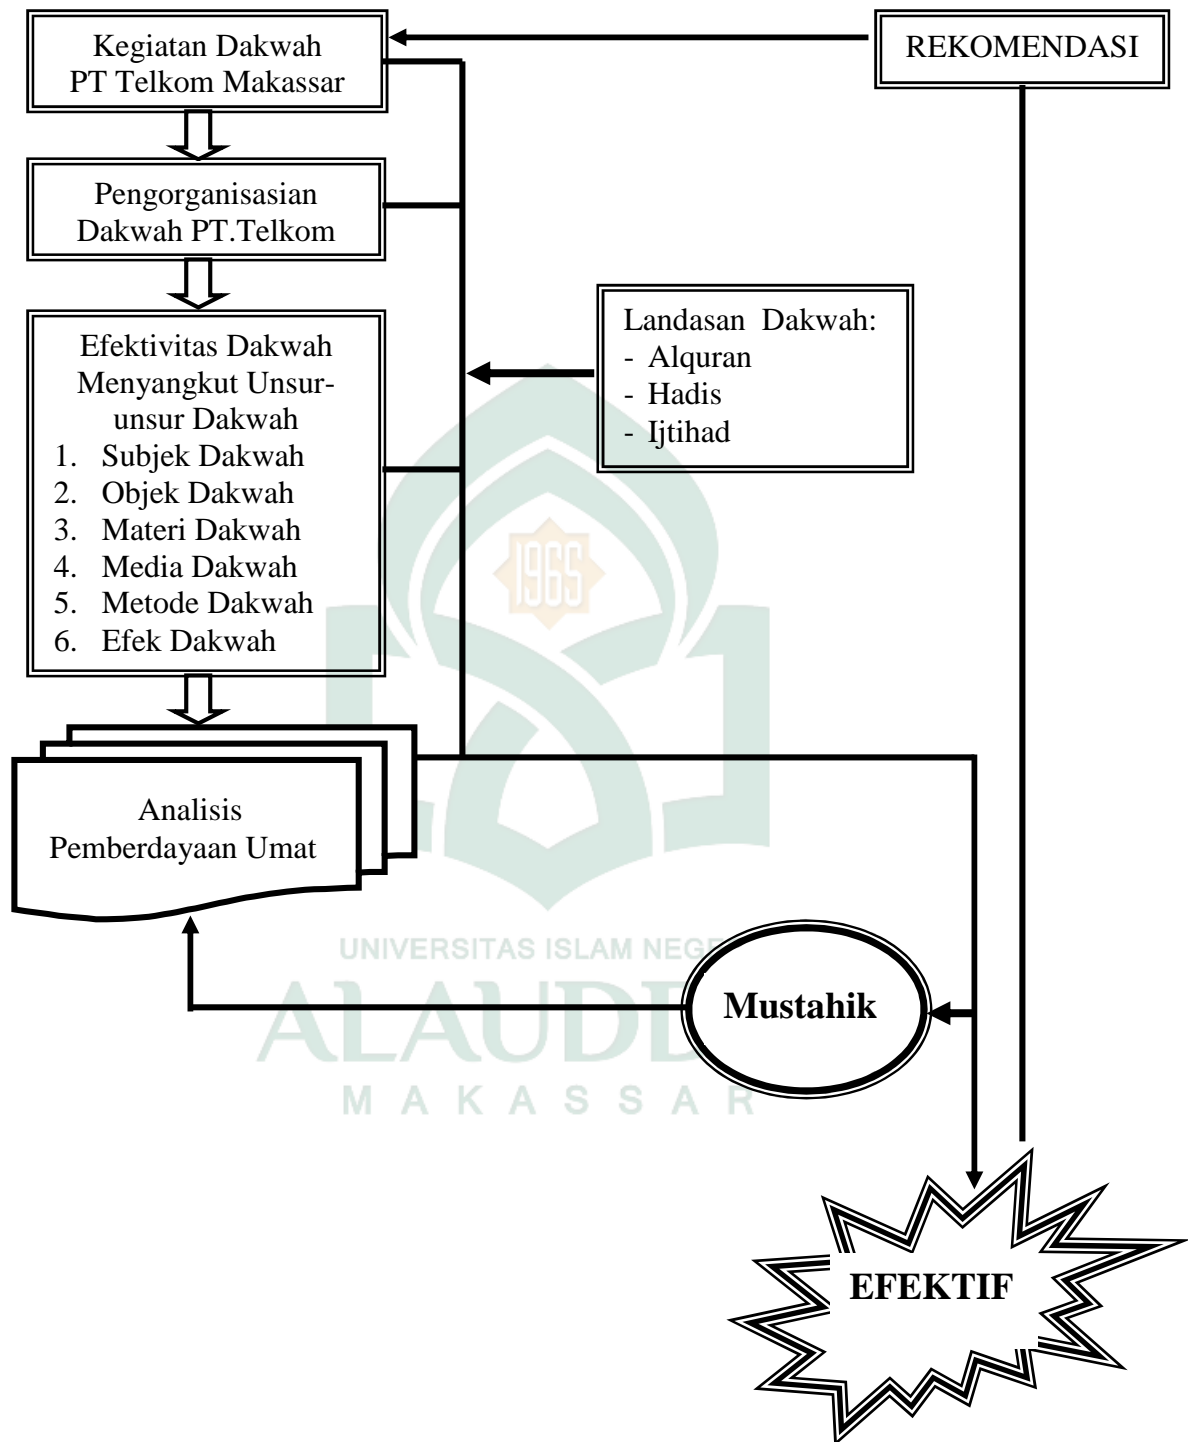 Kegiatan Dakwah
PT Telkom Makassar
REKOMENDASI
Pengorganisasian
Dakwah PT.Telkom
Landasan Dakwah:
- Alquran
- Hadis
- Ijtihad
Efektivitas Dakwah
Menyangkut Unsur-
unsur Dakwah
1. Subjek Dakwah
2. Objek Dakwah
3. Materi Dakwah
4. Media Dakwah
5. Metode Dakwah
6. Efek Dakwah
1965
Analisis
Pemberdayaan Umat
UNIVERSITAS ISLAM NEGE
Mustahik
ALAUDD
MAKASSAR
EFEKTIF